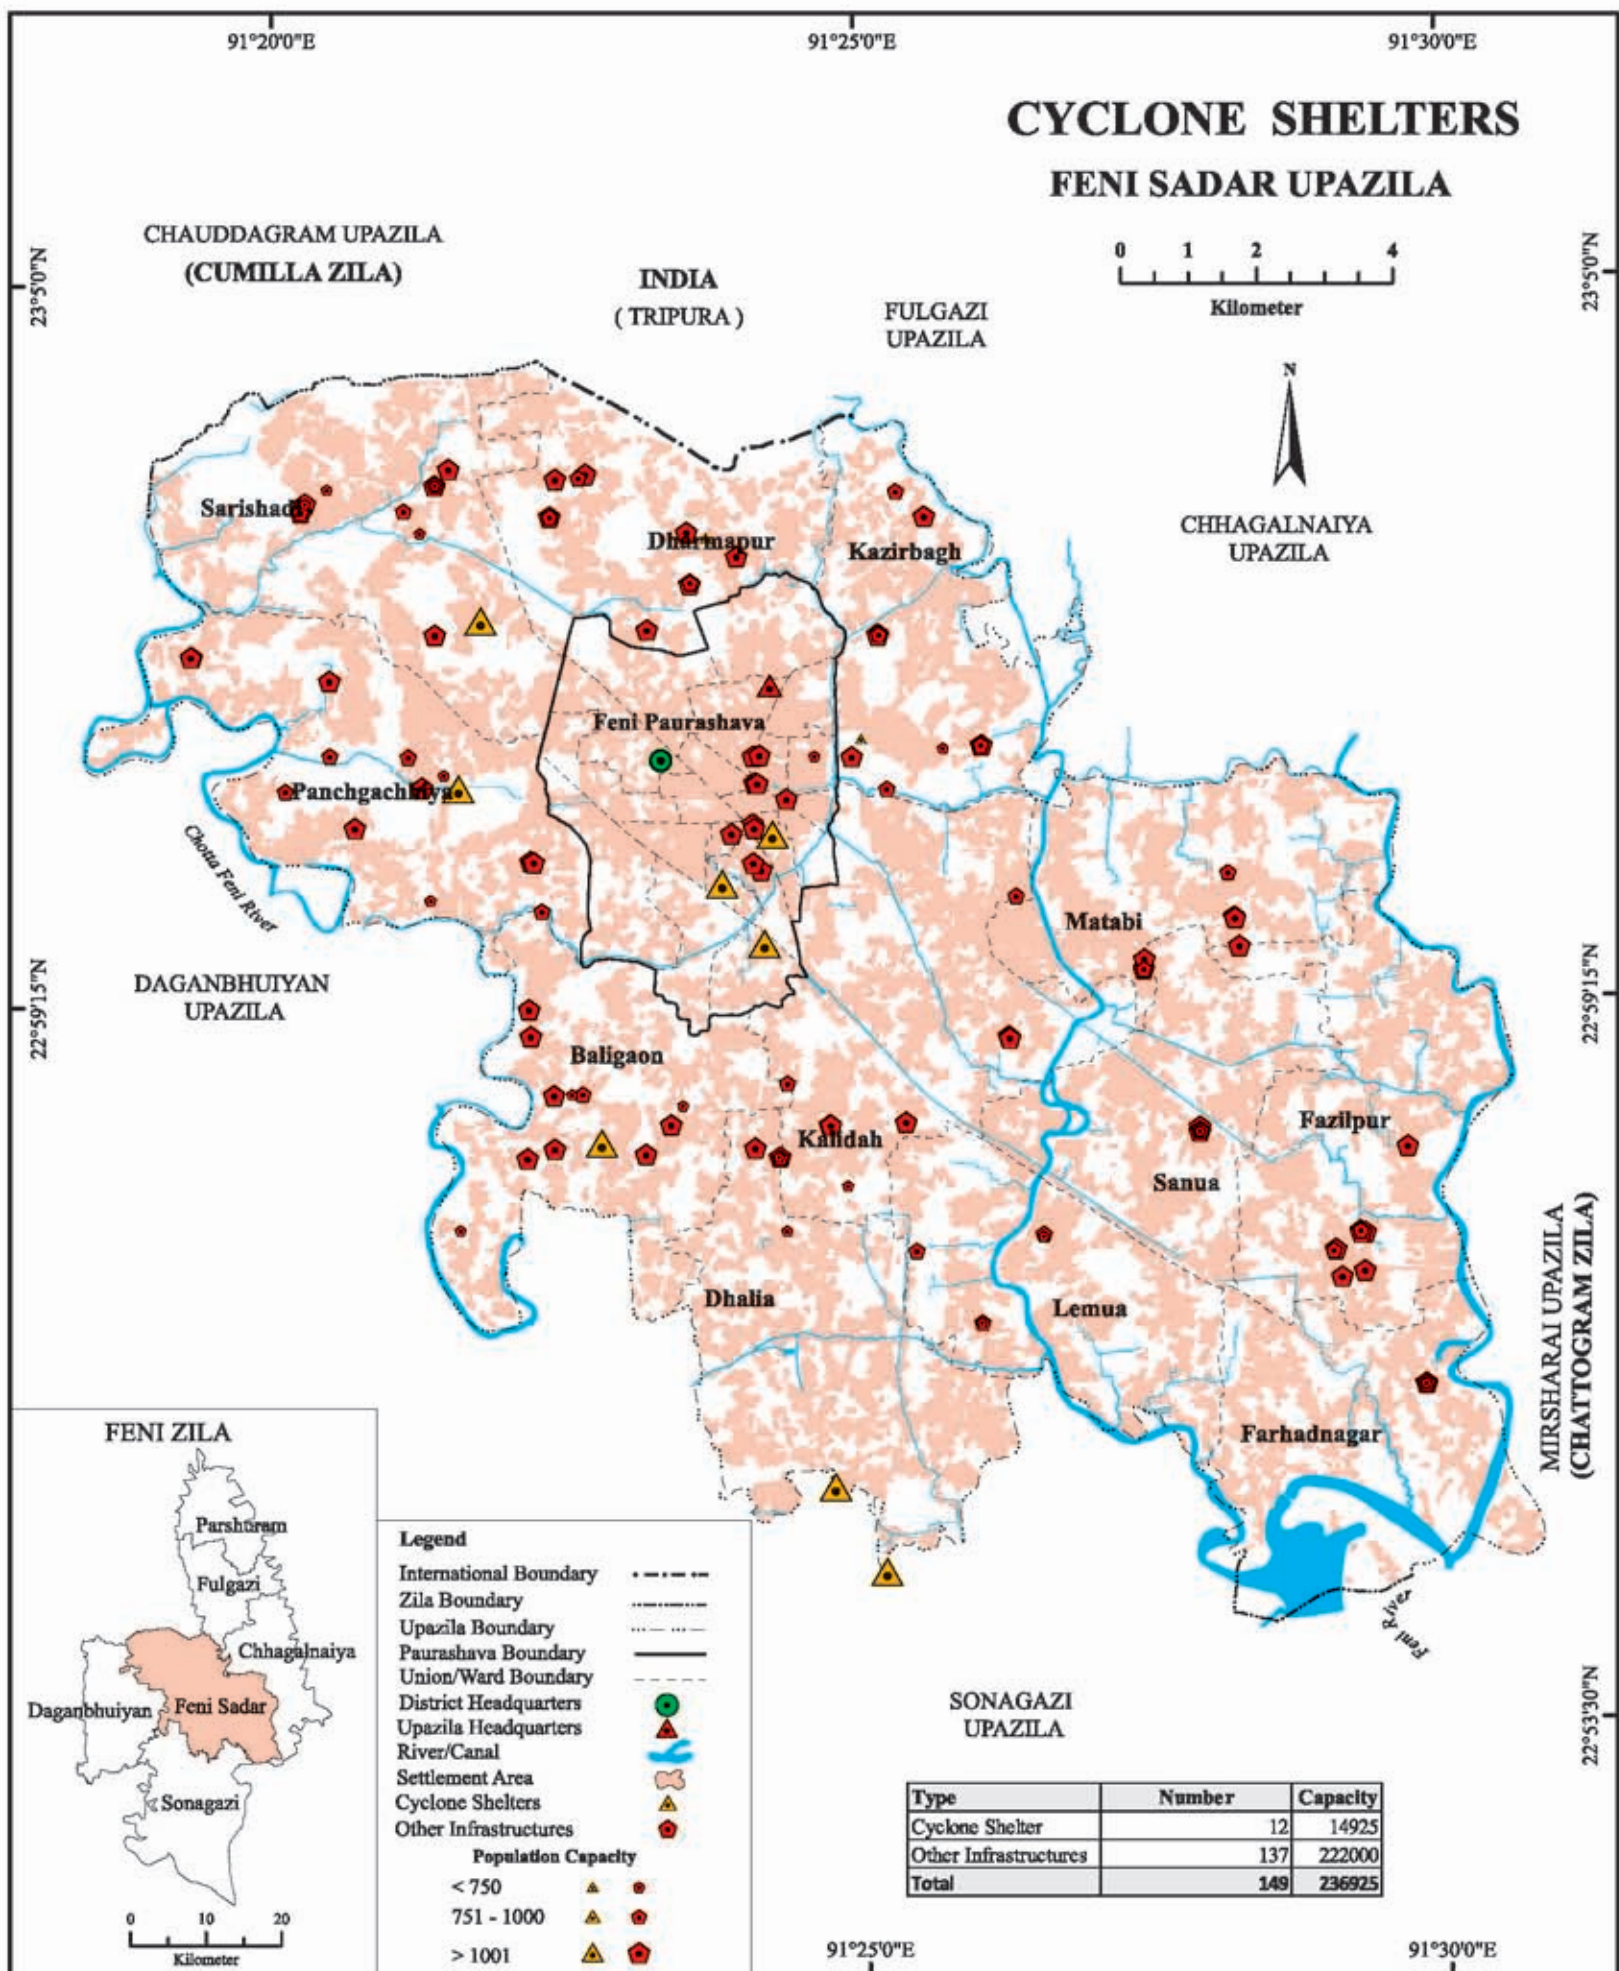 91°20'0"E
91°25'0"E
91°30'0"E
CYCLONE SHELTERS
FENI SADAR UPAZILA
0 1 2 4
Kilometer
N
23°5'0"N
23°5'0"N
CHAUDDAGRAM UPAZILA
(CUMILLA ZILA)
INDIA
( TRIPURA )
FULGAZI
UPAZILA
CHHAGALNAIYA
UPAZILA
Sarishadi
Dharmapur
Kazirbagh
Feni Paurashava
Panchgachhiya
Chotta Feni River
Matabi
DAGANBHUIYAN
UPAZILA
22°59'15"N
22°59'15"N
Baligaon
Kalidah
Fazilpur
Sanua
Dhalia
Lemua
MIRSHARAI UPAZILA
(CHATTOGRAM ZILA)
Farhadnagar
Feni River
SONAGAZI
UPAZILA
22°53'30"N
FENI ZILA
Parshuram
Fulgazi
Chhagalnaiya
Daganbhuiyan
Feni Sadar
Sonagazi
0 10 20
Kilometer
Legend
International Boundary
Zila Boundary
Upazila Boundary
Paurashava Boundary
Union/Ward Boundary
District Headquarters
Upazila Headquarters
River/Canal
Settlement Area
Cyclone Shelters
Other Infrastructures
Population Capacity
< 750
751 - 1000
> 1001
Type Number Capacity
Cyclone Shelter 12 14925
Other Infrastructures 137 222000
Total 149 236925
91°25'0"E
91°30'0"E